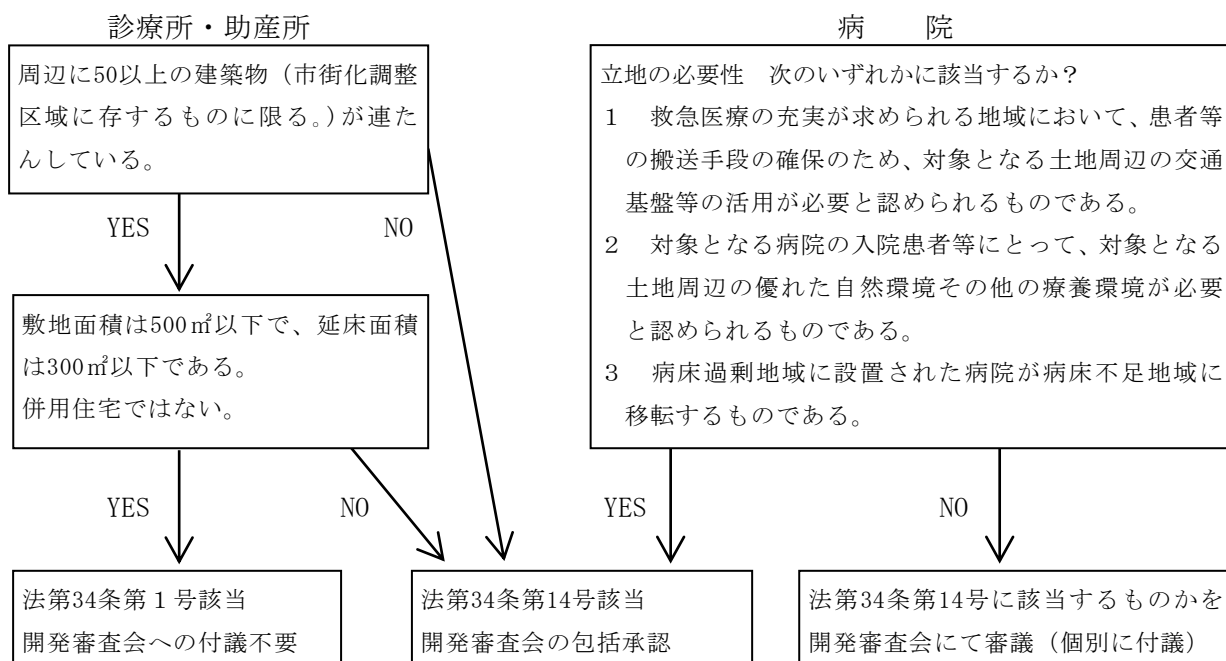 診療所・助産所
周辺に50以上の建築物（市街化調整
区域に存するものに限る。）が連た
んしている。
YES
NO
敷地面積は500㎡以下で、延床面積
は300㎡以下である。
併用住宅ではない。
YES
NO
病　　院
立地の必要性　次のいずれかに該当するか？
１　救急医療の充実が求められる地域において、患者等
の搬送手段の確保のため、対象となる土地周辺の交通
基盤等の活用が必要と認められるものである。
２　対象となる病院の入院患者等にとって、対象となる
土地周辺の優れた自然環境その他の療養環境が必要
と認められるものである。
３　病床過剰地域に設置された病院が病床不足地域に
移転するものである。
YES
NO
法第34条第１号該当
開発審査会への付議不要
法第34条第14号該当
開発審査会の包括承認
法第34条第14号に該当するものかを
開発審査会にて審議（個別に付議）